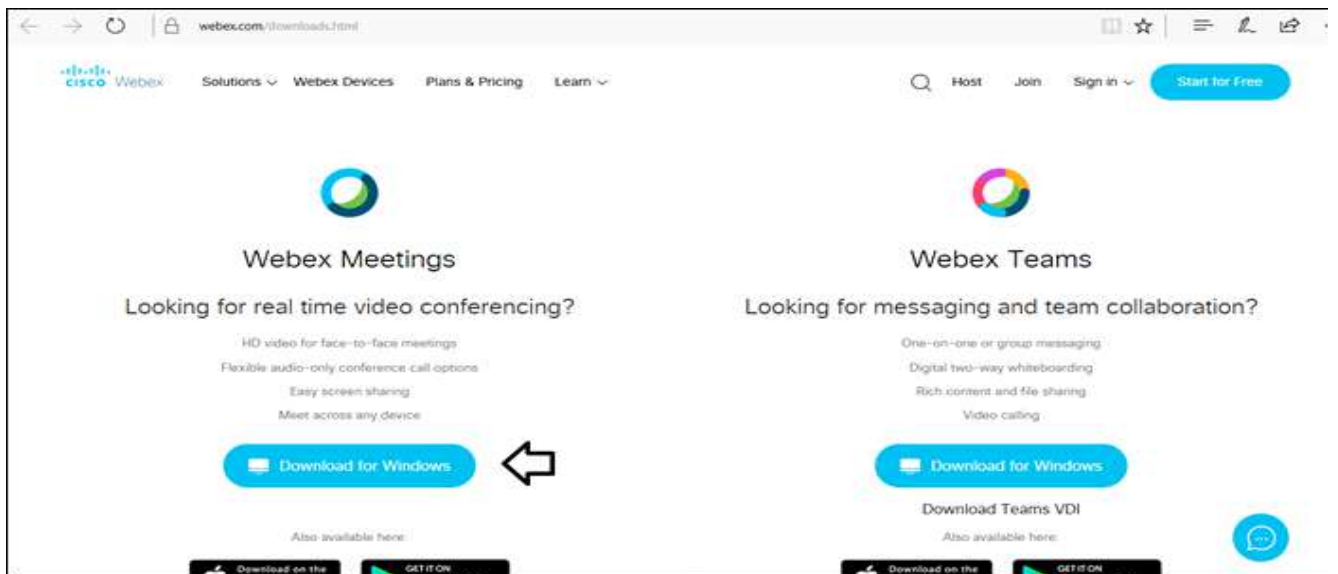 webex.com/downloads.html
cisco Webex Solutions Webex Devices Plans & Pricing Learn Host Join Sign in Start for Free
Webex Meetings
Looking for real time video conferencing?
HD video for face-to-face meetings
Flexible audio-only conference call options
Easy screen sharing
Meet across any device
Download for Windows
Also available here:
Download on the
GET IT ON
Webex Teams
Looking for messaging and team collaboration?
One-on-one or group messaging
Digital two-way whiteboarding
Rich content and file sharing
Video calling
Download for Windows
Download Teams VDI
Also available here:
Download on the
GET IT ON